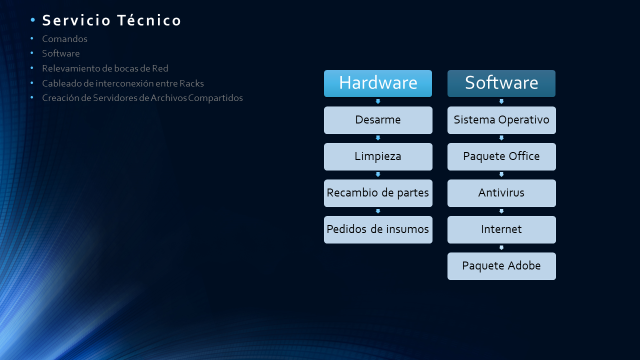 • Servicio Técnico
• Comandos
• Software
• Relevamiento de bocas de Red
• Cableado de interconexión entre Racks
• Creación de Servidores de Archivos Compartidos
Hardware
Desarme
Limpieza
Recambio de partes
Pedidos de insumos
Software
Sistema Operativo
Paquete Office
Antivirus
Internet
Paquete Adobe